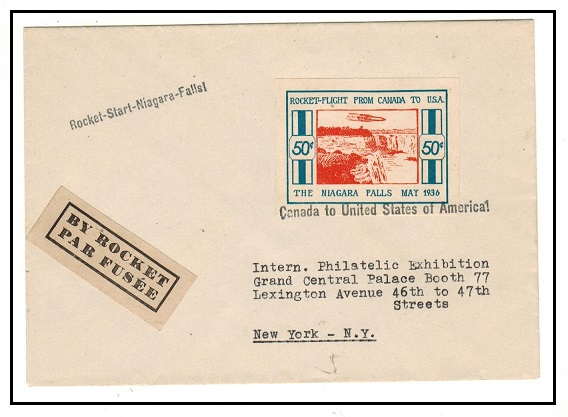 Rocket-Start-Niagara-Falls!
ROCKET-FLIGHT FROM CANADA TO U.S.A.
50¢ 50¢
THE NIAGARA FALLS MAY 1936
Canada to United States of America!
BY ROCKET
PAR FUSÉE
Intern. Philatelic Exhibition
Grand Central Palace Booth 77
Lexington Avenue 46th to 47th
Streets
New York - N.Y.